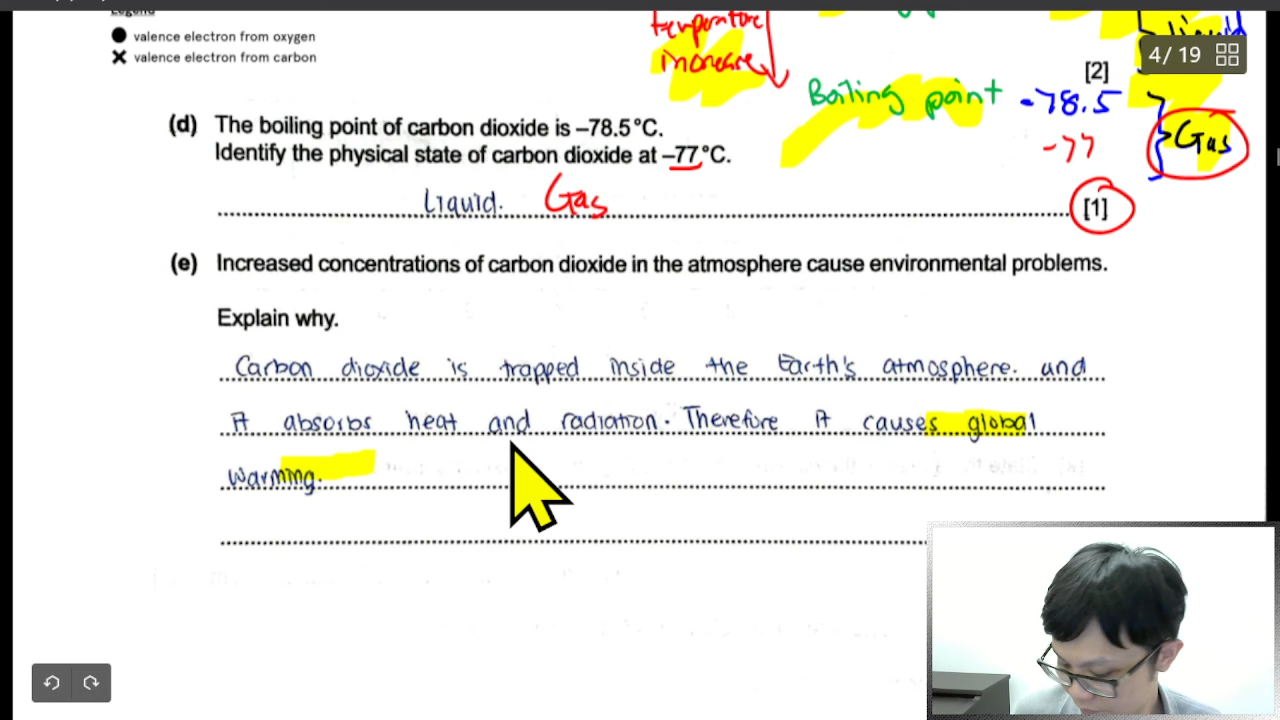 Legend
valence electron from oxygen
valence electron from carbon
temperature
increase
liquid
4/ 19
[2]
Boiling point -78.5
-77
Gas
(d) The boiling point of carbon dioxide is –78.5°C.
Identify the physical state of carbon dioxide at –77°C.
Liquid. Gas
[1]
(e) Increased concentrations of carbon dioxide in the atmosphere cause environmental problems.
Explain why.
Carbon dioxide is trapped inside the Earth's atmosphere. and
it absorbs heat and radiation. Therefore it causes global
warming.